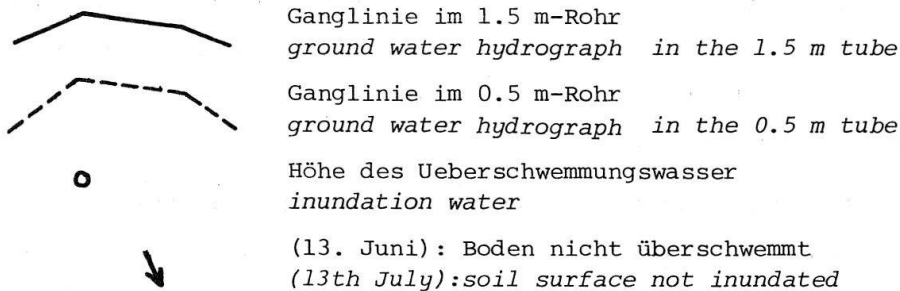 Ganglinie im 1.5 m-Rohr
ground water hydrograph in the 1.5 m tube
Ganglinie im 0.5 m-Rohr
ground water hydrograph in the 0.5 m tube
Höhe des Ueberschwemmungswasser
inundation water
(13. Juni): Boden nicht überschwemmt
(13th July):soil surface not inundated